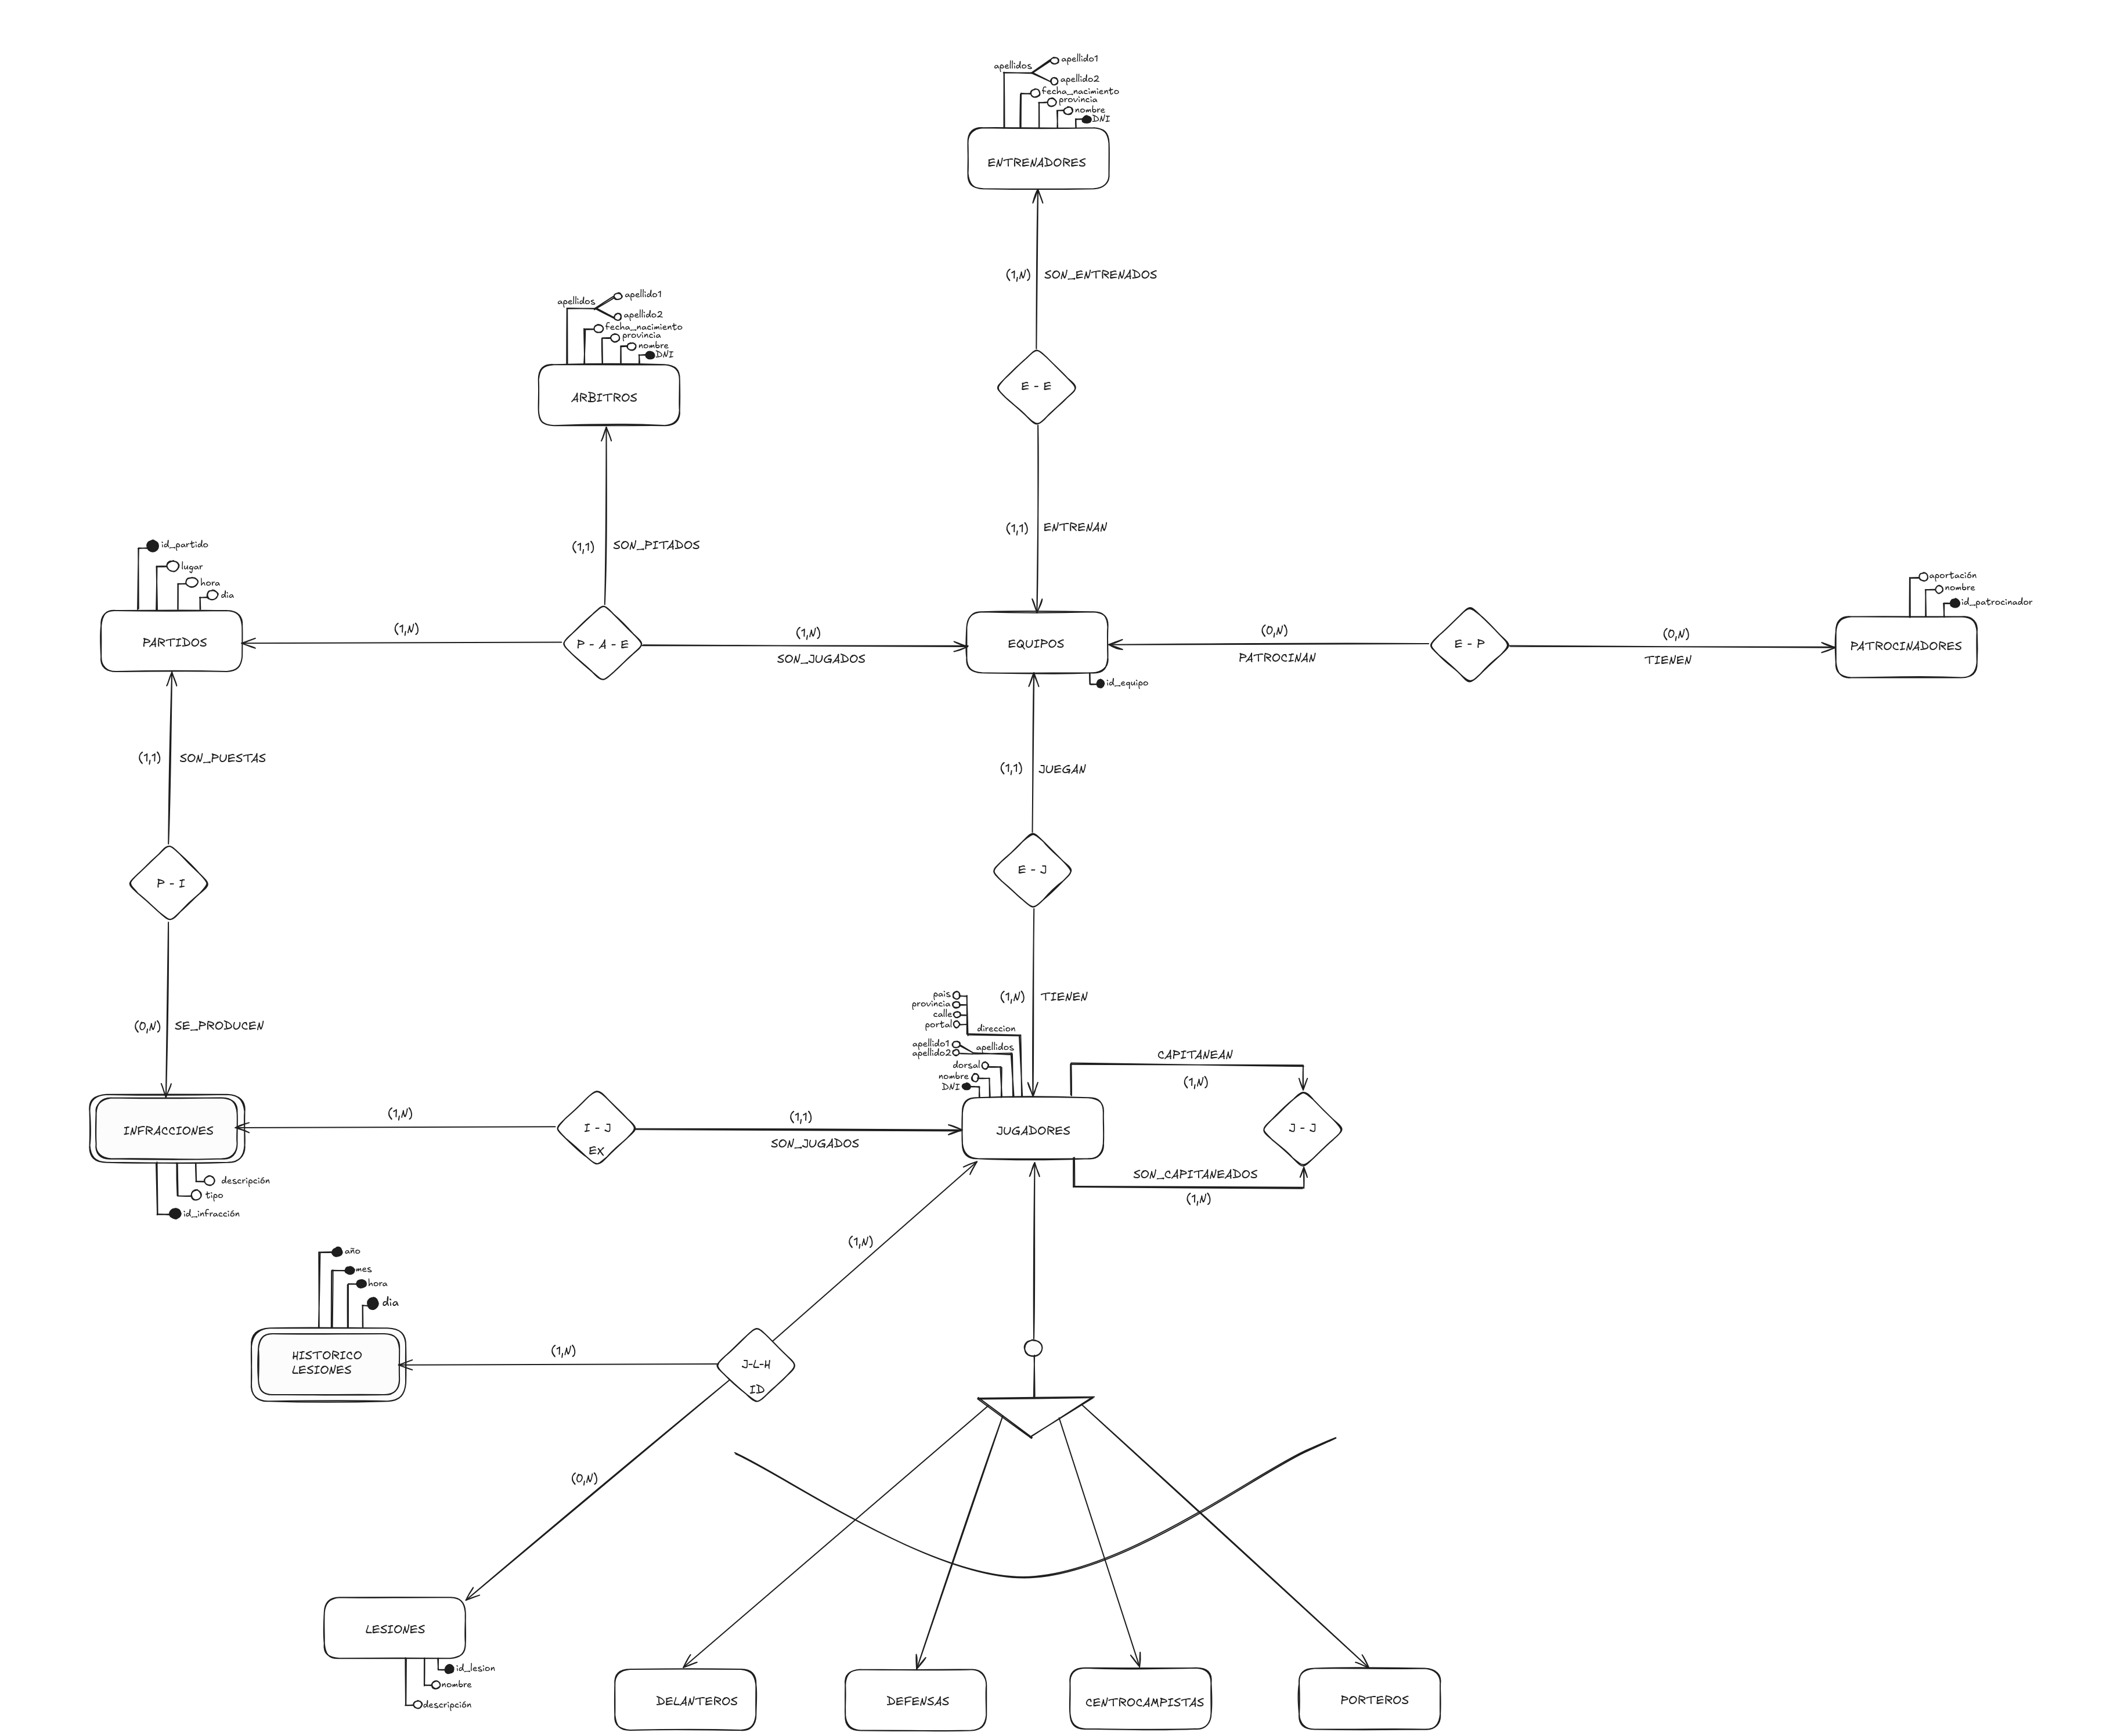 apellidos
apellido1
apellido2
fecha_nacimiento
provincia
nombre
DNI
ENTRENADORES
(1,N) SON_ENTRENADOS
E - E
(1,1) ENTRENAN
apellidos
apellido1
apellido2
fecha_nacimiento
provincia
nombre
DNI
ARBITROS
(1,1) SON_PITADOS
id_partido
lugar
hora
dia
PARTIDOS
(1,N)
P - A - E
(1,N)
SON_JUGADOS
EQUIPOS
id_equipo
(0,N)
PATROCINAN
E - P
(0,N)
TIENEN
aportación
nombre
id_patrocinador
PATROCINADORES
(1,1) SON_PUESTAS
P - I
(0,N) SE_PRODUCEN
(1,1) JUEGAN
E - J
(1,N) TIENEN
pais
provincia
calle
portal
direccion
apellido1
apellidos
apellido2
dorsal
nombre
DNI
JUGADORES
CAPITANEAN
(1,N)
J - J
SON_CAPITANEADOS
(1,N)
INFRACCIONES
descripción
tipo
id_infracción
(1,N)
I - J
EX
(1,1)
SON_JUGADOS
año
mes
hora
dia
HISTORICO
LESIONES
(1,N)
J-L-H
ID
(1,N)
(0,N)
LESIONES
id_lesion
nombre
descripción
DELANTEROS
DEFENSAS
CENTROCAMPISTAS
PORTEROS